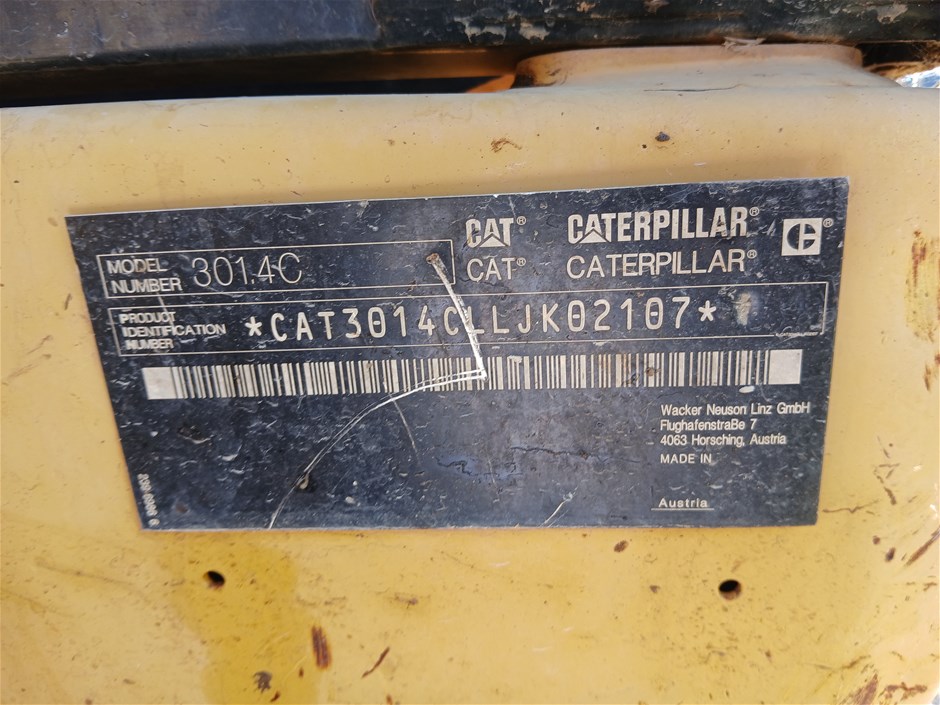 CAT® CATERPILLAR®
CAT® CATERPILLAR®
MODEL NUMBER 301.4C
PRODUCT IDENTIFICATION NUMBER *CAT3014CLLJK02107*
Wacker Neuson Linz GmbH
Flughafenstraße 7
4063 Horsching, Austria
MADE IN
Austria